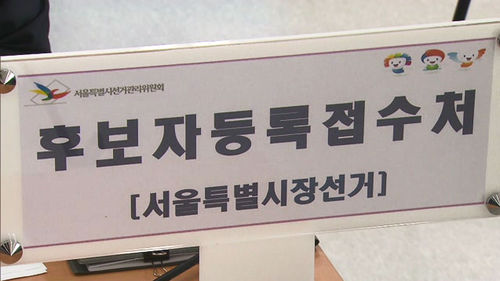 서울특별시선거관리위원회
후보자등록접수처
[서울특별시장선거]